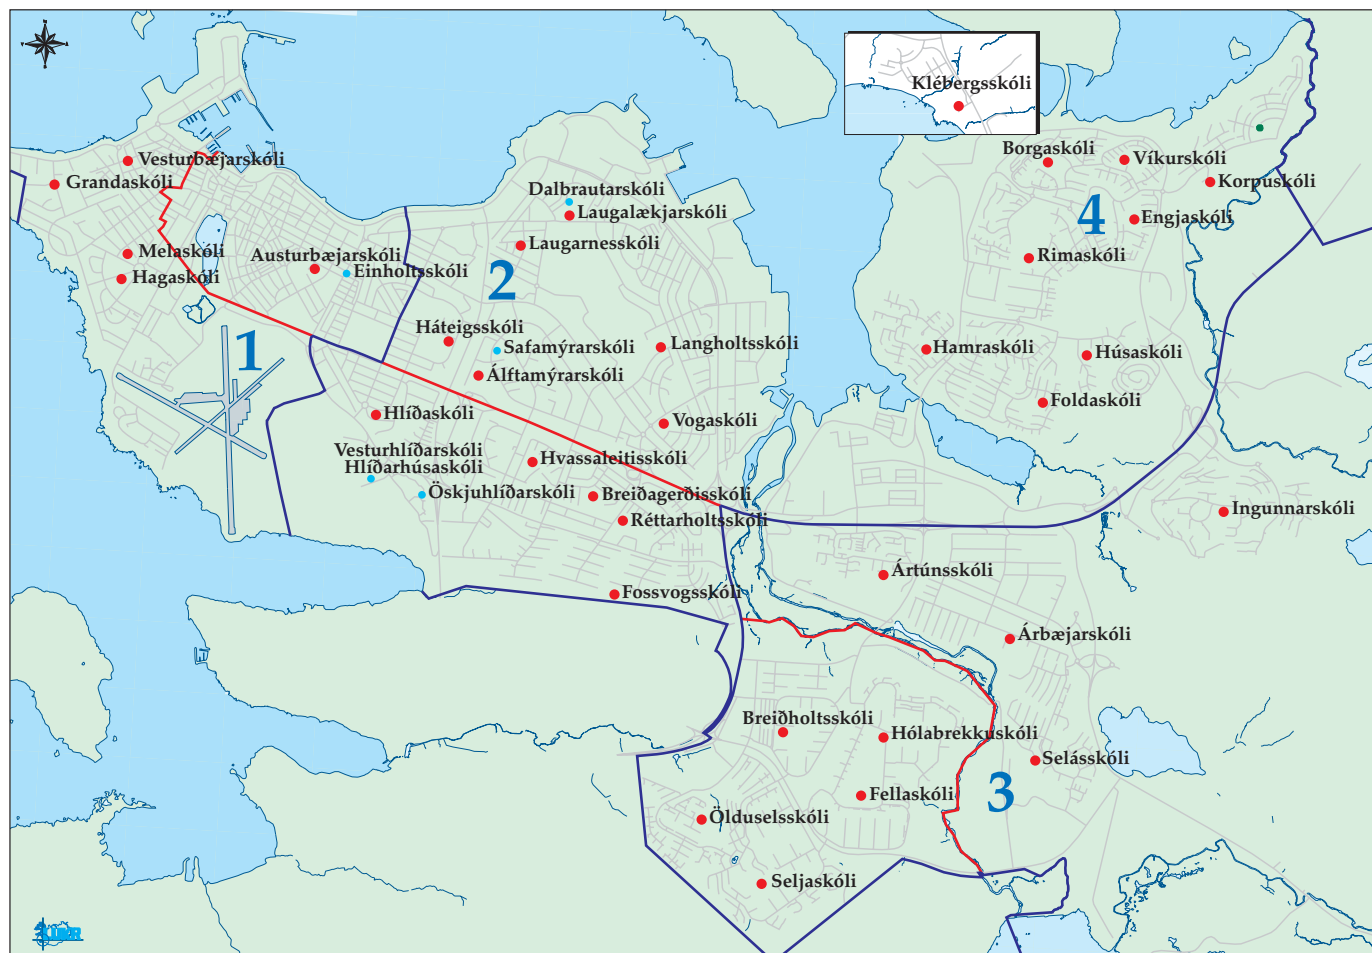 Klébergsskóli
Borgaskóli
Víkurskóli
Vesturbæjarskóli
Korpuskóli
Grandaskóli
Dalbrautarskóli
Laugalækjarskóli
4
Engjaskóli
Laugarnesskóli
Melaskóli
Austurbæjarskóli
Rimaskóli
Hagaskóli
Einholtsskóli
2
Háteigsskóli
1
Safamýrarskóli
Langholtsskóli
Hamraskóli
Húsaskóli
Álftamýrarskóli
Foldaskóli
Hlíðaskóli
Vogaskóli
Vesturhlíðarskóli
Hlíðarhúsaskóli
Hvassaleitisskóli
Öskjuhlíðarskóli
Breiðagerðisskóli
Ingunnarskóli
Réttarholtsskóli
Ártúnsskóli
Fossvogsskóli
Árbæjarskóli
Breiðholtsskóli
Hólabrekkuskóli
Selásskóli
3
Fellaskóli
Ölduselsskóli
Seljaskóli